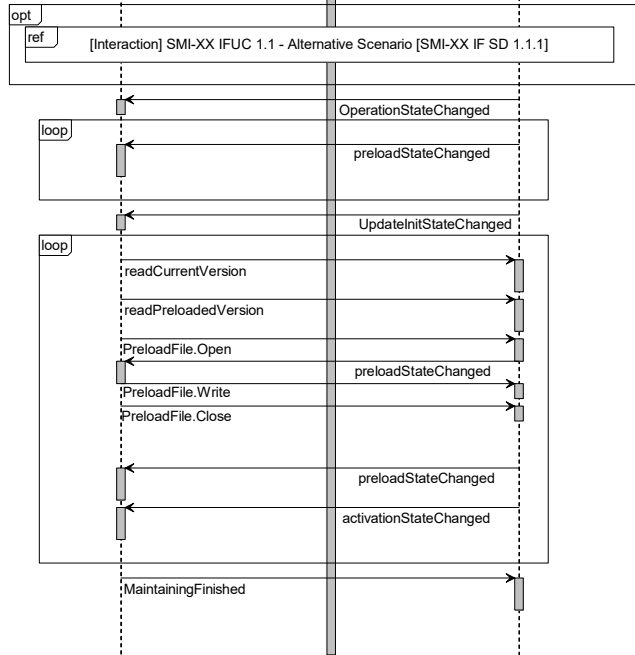 opt
ref
[Interaction] SMI-XX IFUC 1.1 - Alternative Scenario [SMI-XX IF SD 1.1.1]
OperationStateChanged
loop
preloadStateChanged
UpdateInitStateChanged
loop
readCurrentVersion
readPreloadedVersion
PreloadFile.Open
preloadStateChanged
PreloadFile.Write
PreloadFile.Close
preloadStateChanged
activationStateChanged
MaintainingFinished